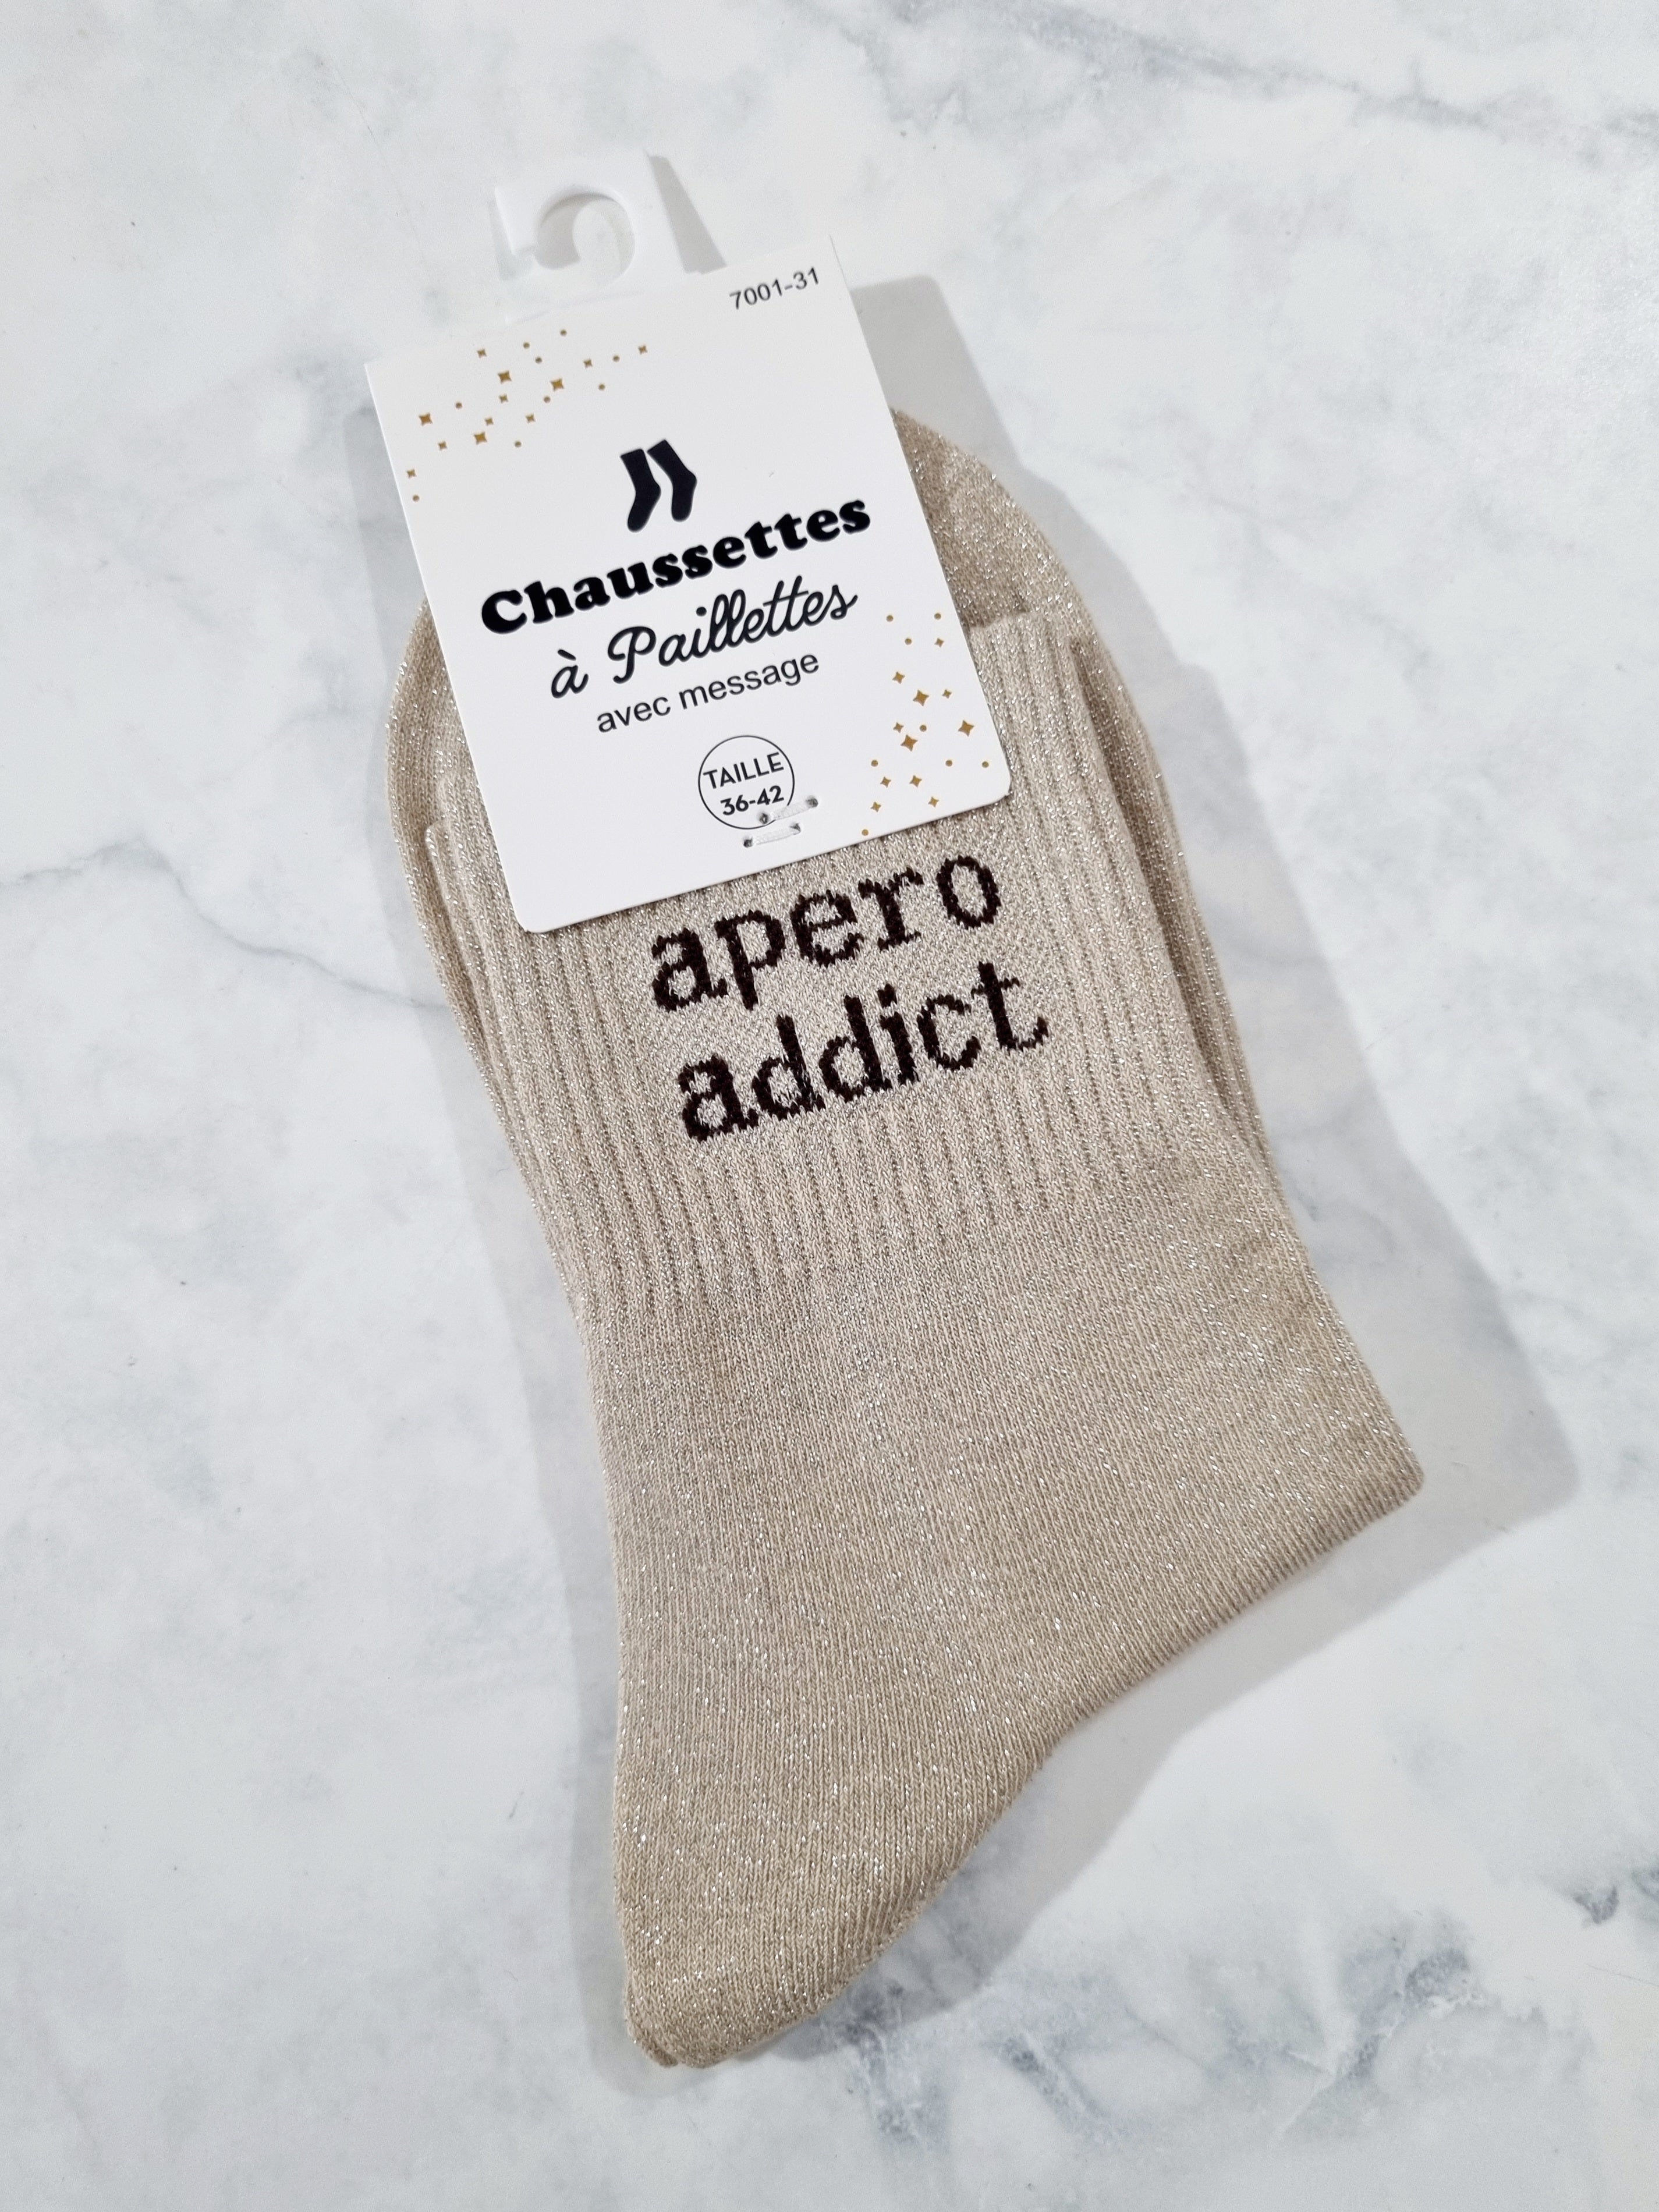 7001-31
Chaussettes
à Paillettes
avec message
TAILLE
36-42
apero
addict